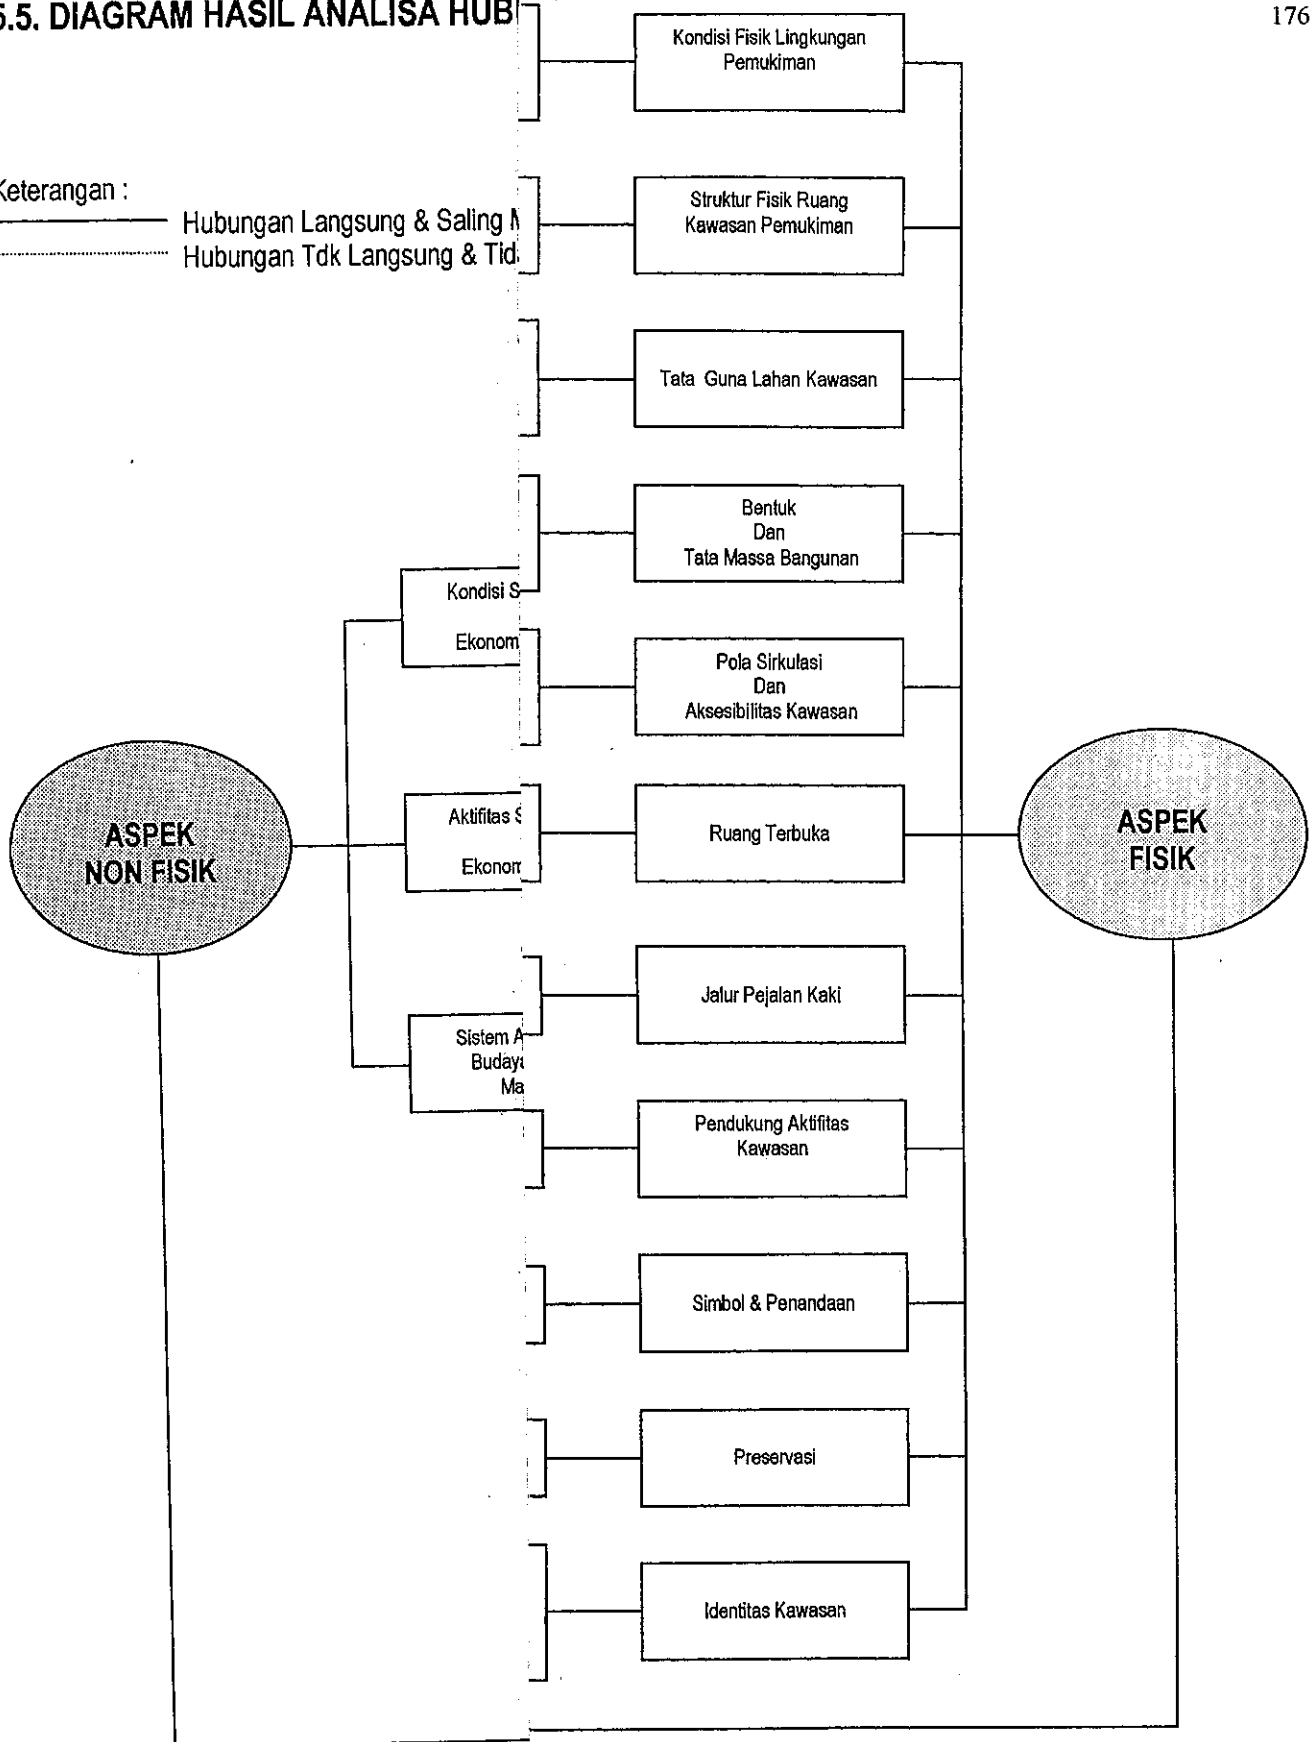 5.5. DIAGRAM HASIL ANALISA HUB
176
Keterangan :
Hubungan Langsung & Saling
Hubungan Tdk Langsung & Tid
Kondisi Fisik Lingkungan
Pemukiman
Struktur Fisik Ruang
Kawasan Pemukiman
Tata Guna Lahan Kawasan
Bentuk
Dan
Tata Massa Bangunan
Kondisi S
Ekonom
Pola Sirkulasi
Dan
Aksesibilitas Kawasan
ASPEK
NON FISIK
Aktifitas S
Ekonom
Ruang Terbuka
ASPEK
FISIK
Jalur Pejalan Kaki
Sistem A
Budaya
Ma
Pendukung Aktifitas
Kawasan
Simbol & Penandaan
Preservasi
Identitas Kawasan